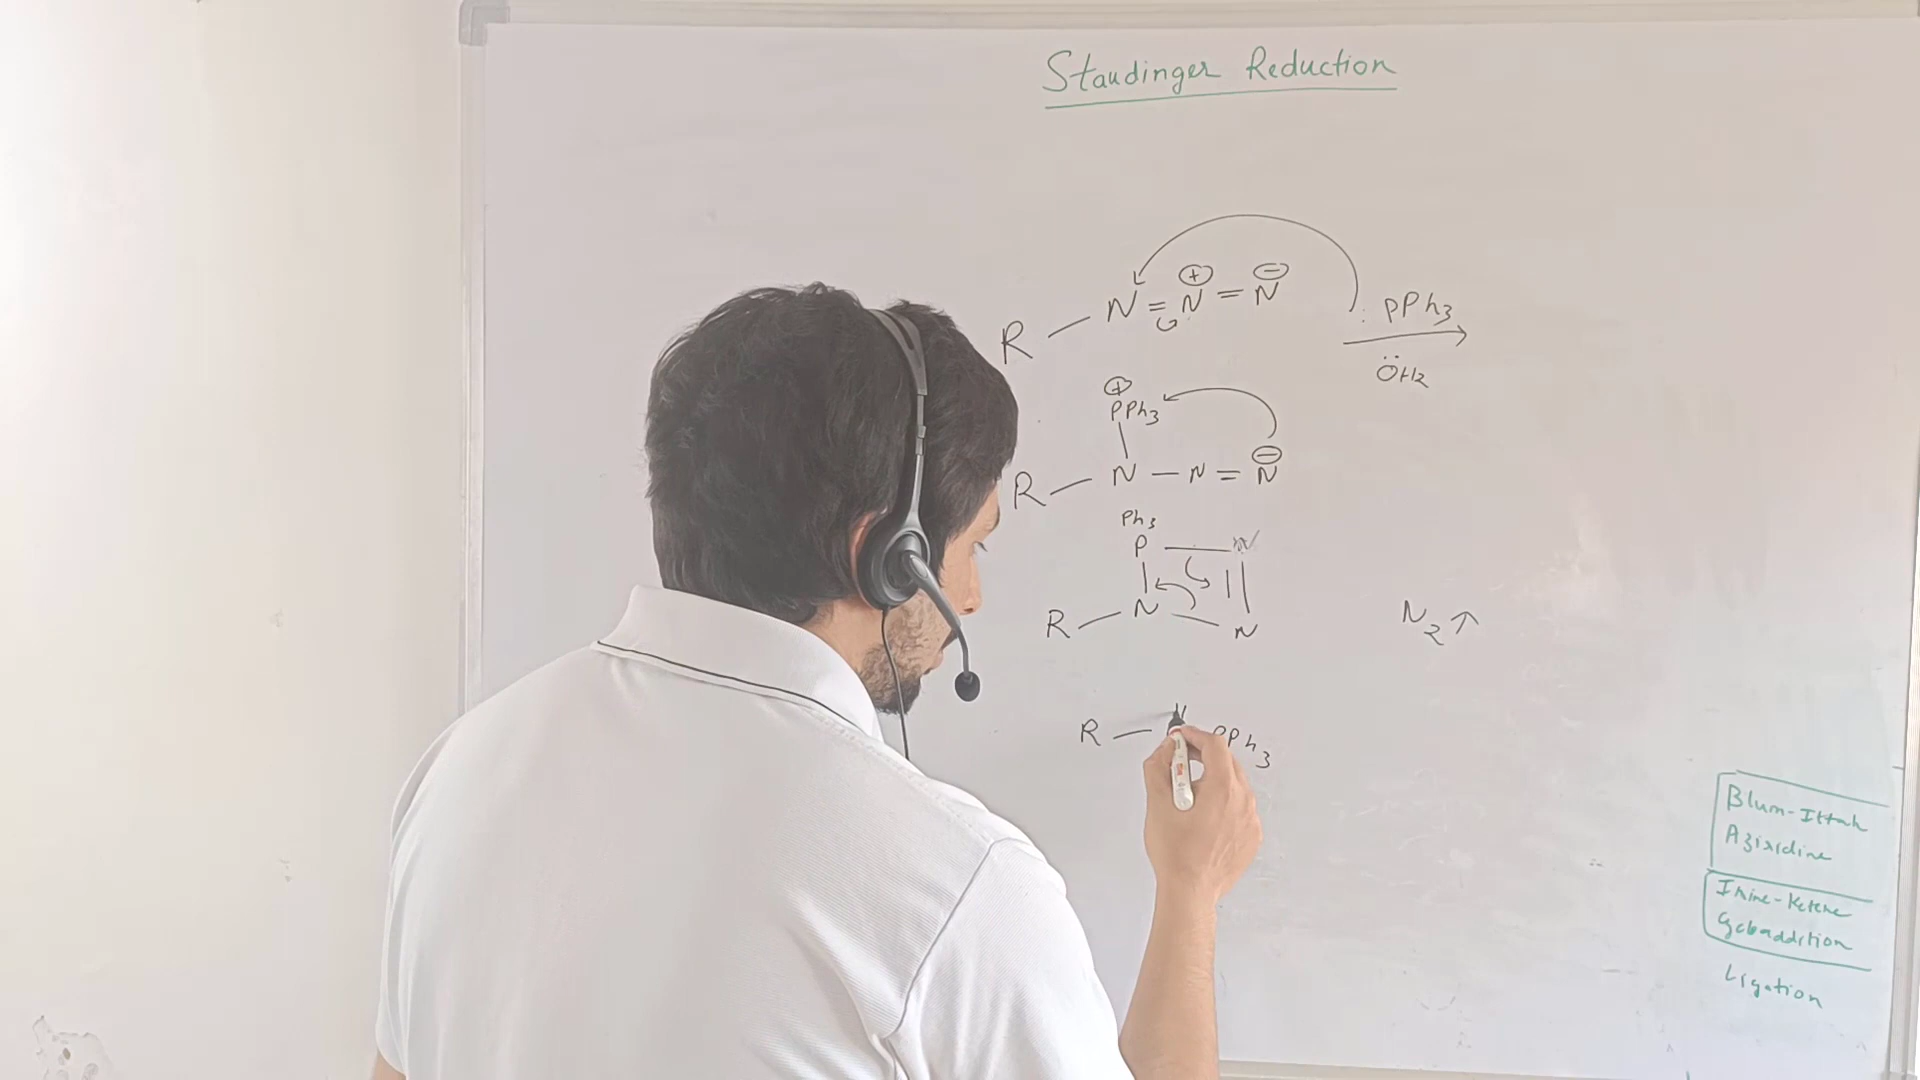 Staudinger Reduction
R — N = N⊕ = N⊖
: PPh3
ÖH2
⊕
PPh3
R — N — N = N⊖
Ph3
P — N
R — N — N
N2 ↑
R — PPh3
Blum-Ittah
Aziridine
Imine-Ketene
Cycloaddition
Ligation